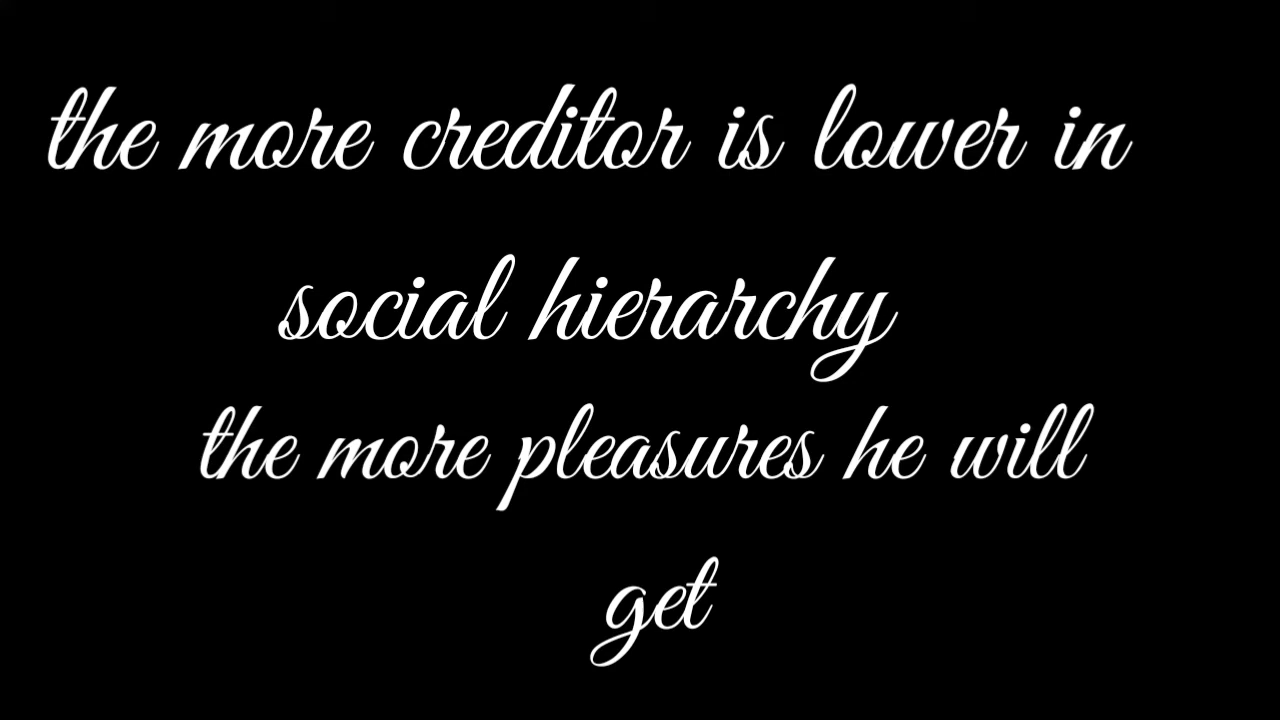 the more creditor is lower in
social hierarchy
the more pleasures he will
get